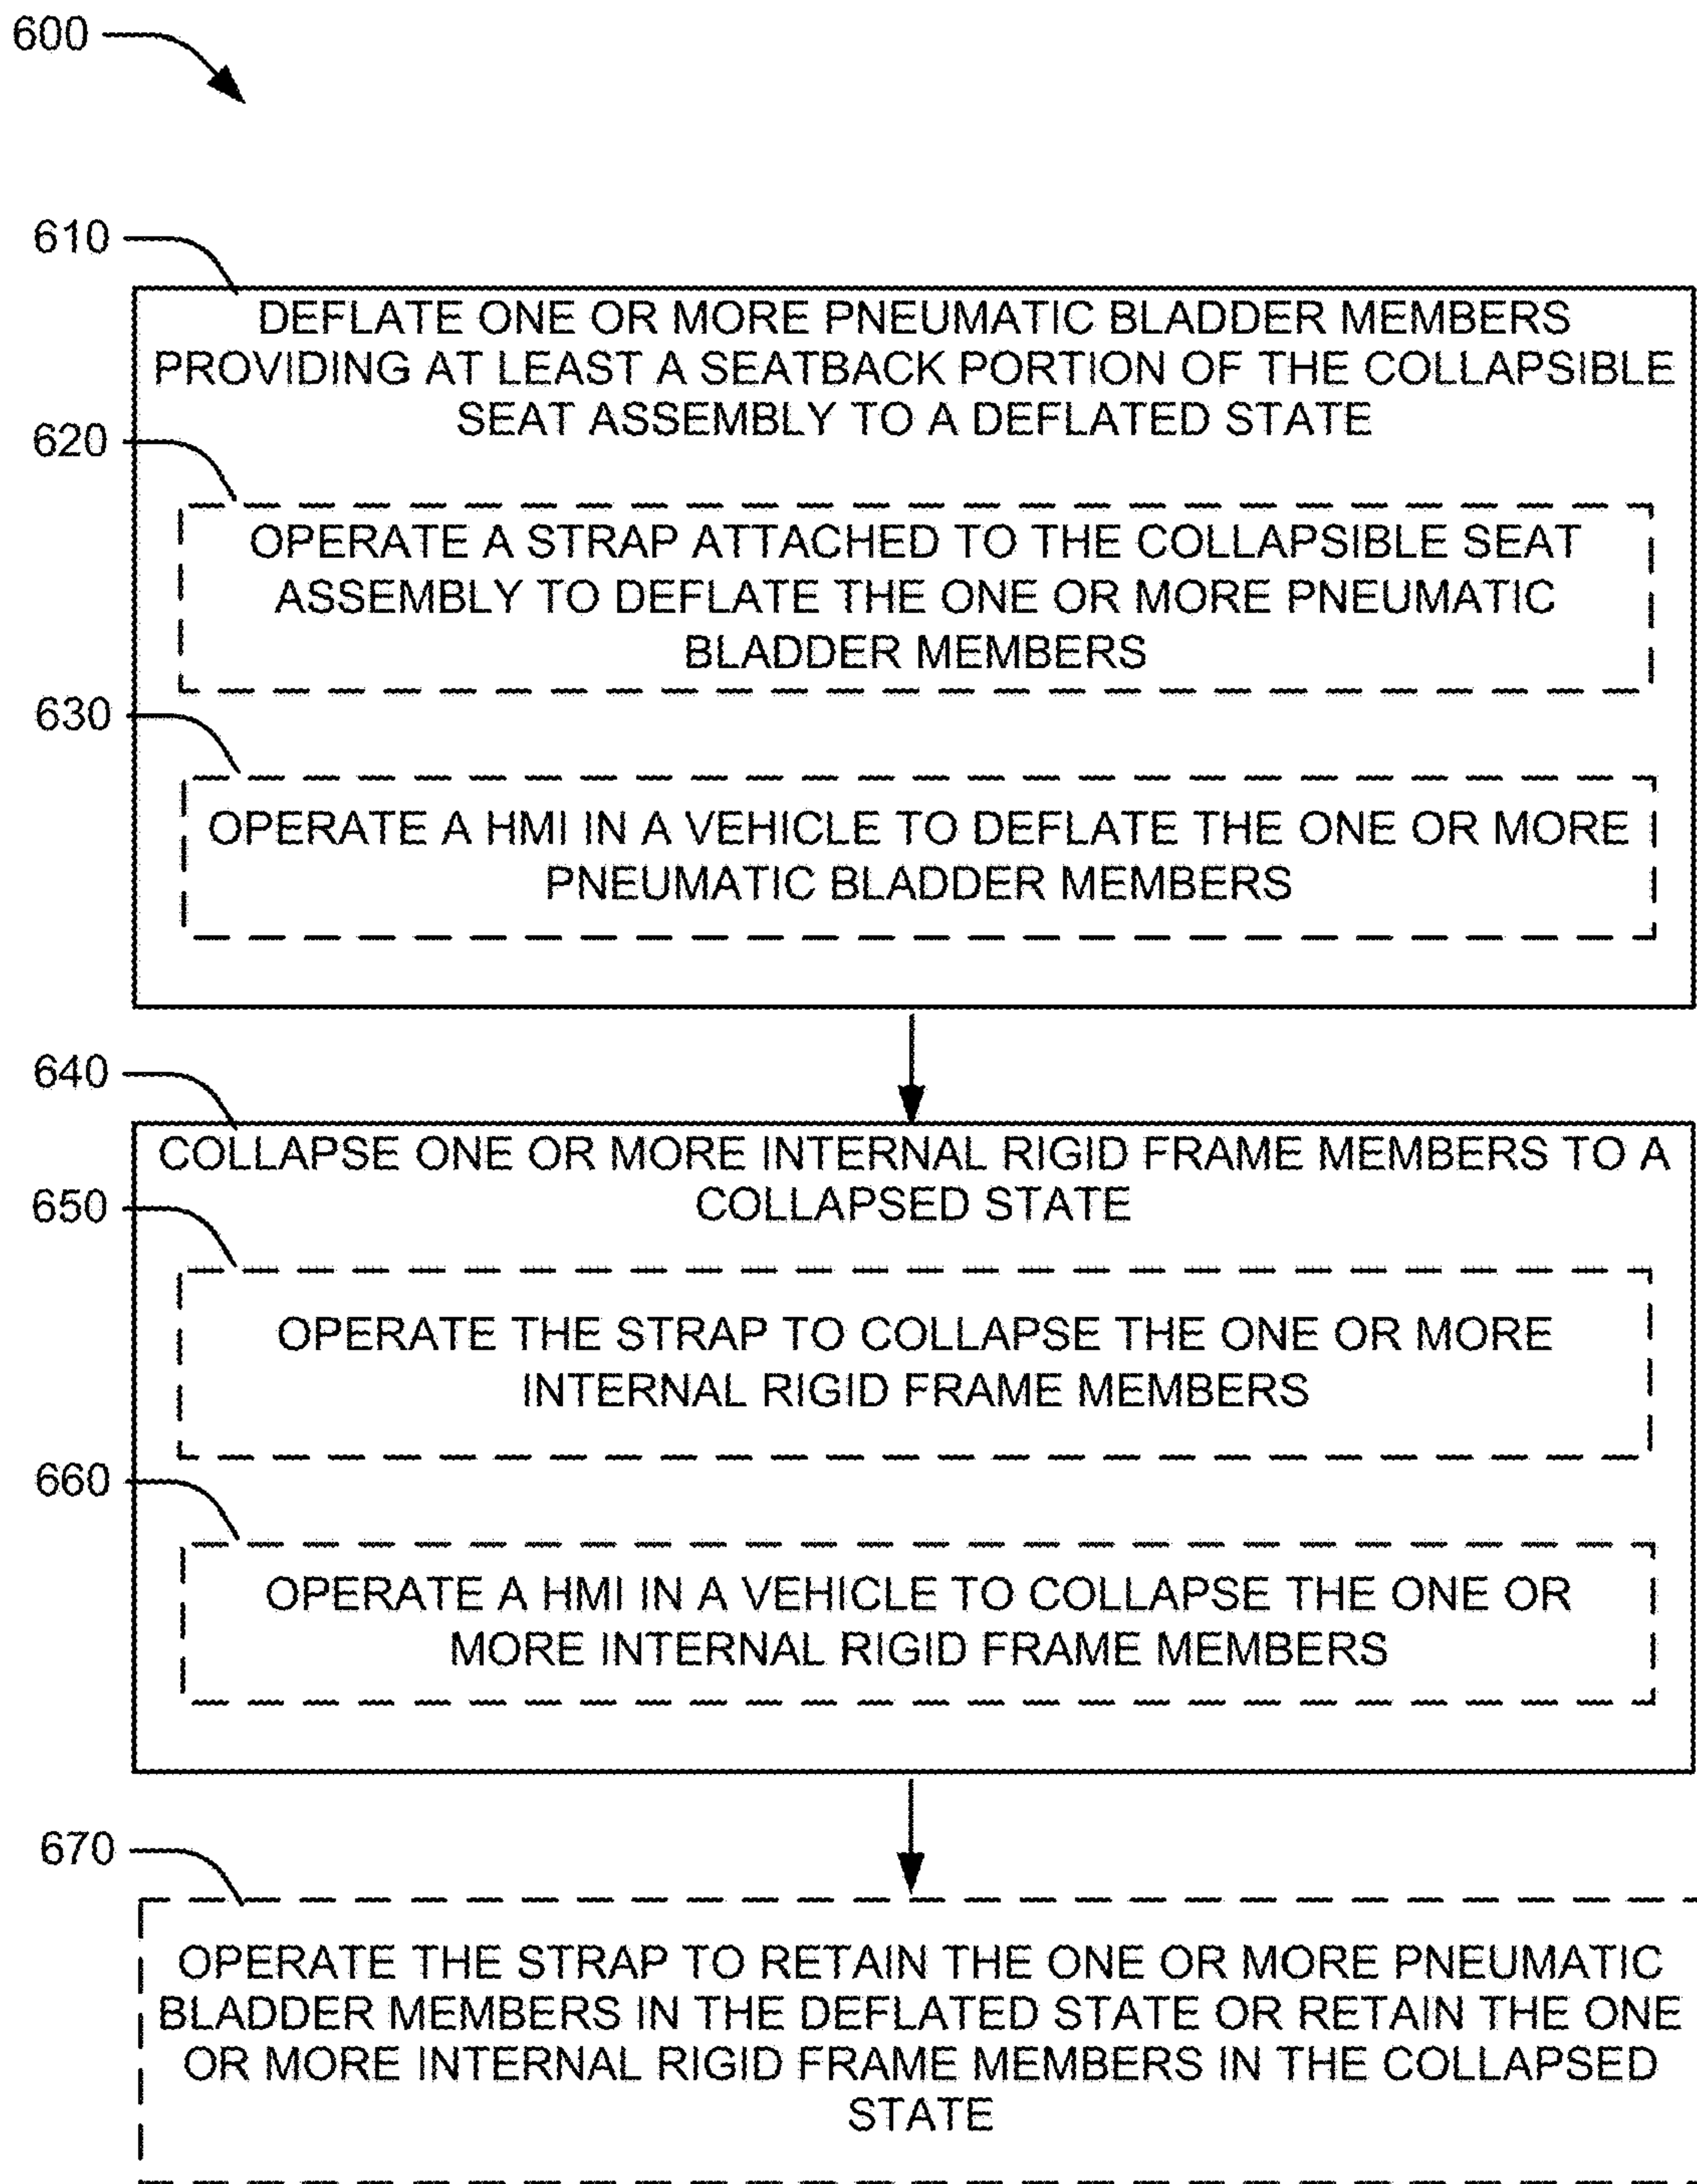 600
610
DEFLATE ONE OR MORE PNEUMATIC BLADDER MEMBERS
PROVIDING AT LEAST A SEATBACK PORTION OF THE COLLAPSIBLE
SEAT ASSEMBLY TO A DEFLATED STATE
620
OPERATE A STRAP ATTACHED TO THE COLLAPSIBLE SEAT
ASSEMBLY TO DEFLATE THE ONE OR MORE PNEUMATIC
BLADDER MEMBERS
630
OPERATE A HMI IN A VEHICLE TO DEFLATE THE ONE OR MORE
PNEUMATIC BLADDER MEMBERS
640
COLLAPSE ONE OR MORE INTERNAL RIGID FRAME MEMBERS TO A
COLLAPSED STATE
650
OPERATE THE STRAP TO COLLAPSE THE ONE OR MORE
INTERNAL RIGID FRAME MEMBERS
660
OPERATE A HMI IN A VEHICLE TO COLLAPSE THE ONE OR
MORE INTERNAL RIGID FRAME MEMBERS
670
OPERATE THE STRAP TO RETAIN THE ONE OR MORE PNEUMATIC
BLADDER MEMBERS IN THE DEFLATED STATE OR RETAIN THE ONE
OR MORE INTERNAL RIGID FRAME MEMBERS IN THE COLLAPSED
STATE